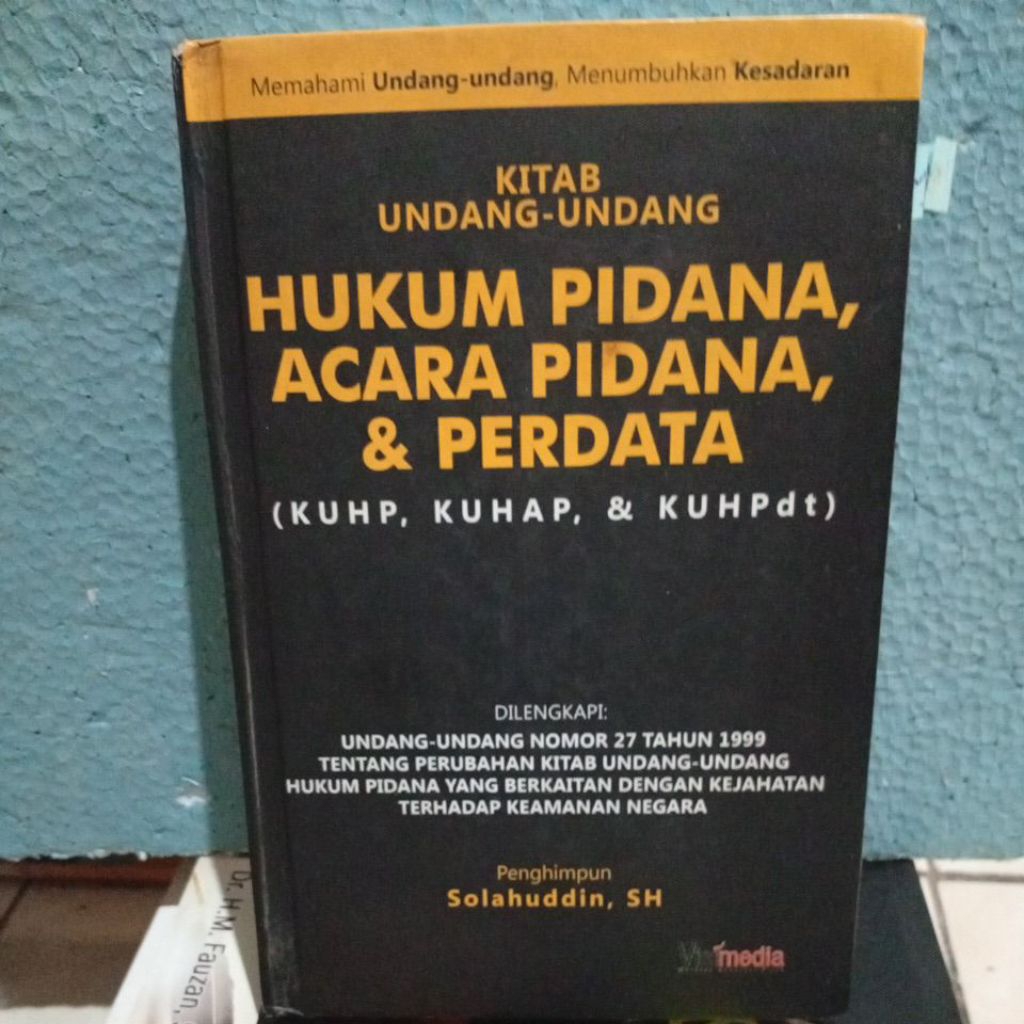 Memahami Undang-undang, Menumbuhkan Kesadaran
KITAB
UNDANG-UNDANG
HUKUM PIDANA,
ACARA PIDANA,
& PERDATA
(KUHP, KUHAP, & KUHPdt)
DILENGKAPI:
UNDANG-UNDANG NOMOR 27 TAHUN 1999
TENTANG PERUBAHAN KITAB UNDANG-UNDANG
HUKUM PIDANA YANG BERKAITAN DENGAN KEJAHATAN
TERHADAP KEAMANAN NEGARA
Penghimpun
Solahuddin, SH
media
Dr. H.M. Fauzan,